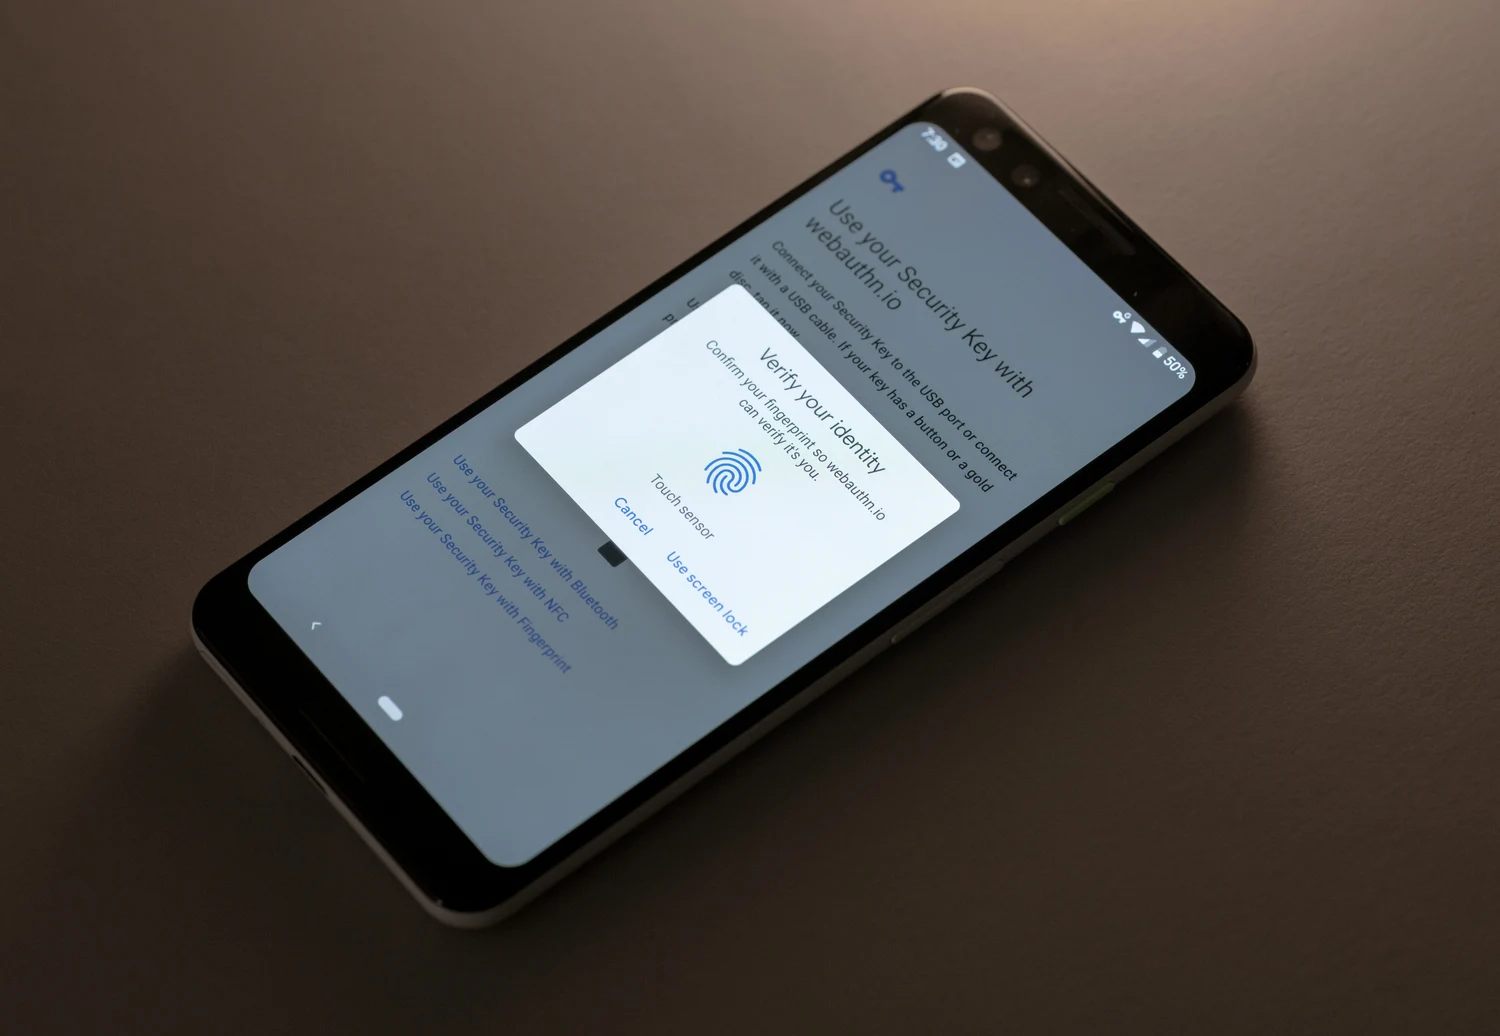 7:30
50%
Use your Security Key with
webauthn.io
Connect your Security Key to the USB port or connect
it with a USB cable. If your key has a button or a gold
disc, tap it now.
Verify your identity
Confirm your fingerprint so webauthn.io
can verify it's you.
Touch sensor
Cancel
Use screen lock
Use your Security Key with Bluetooth
Use your Security Key with NFC
Use your Security Key with Fingerprint